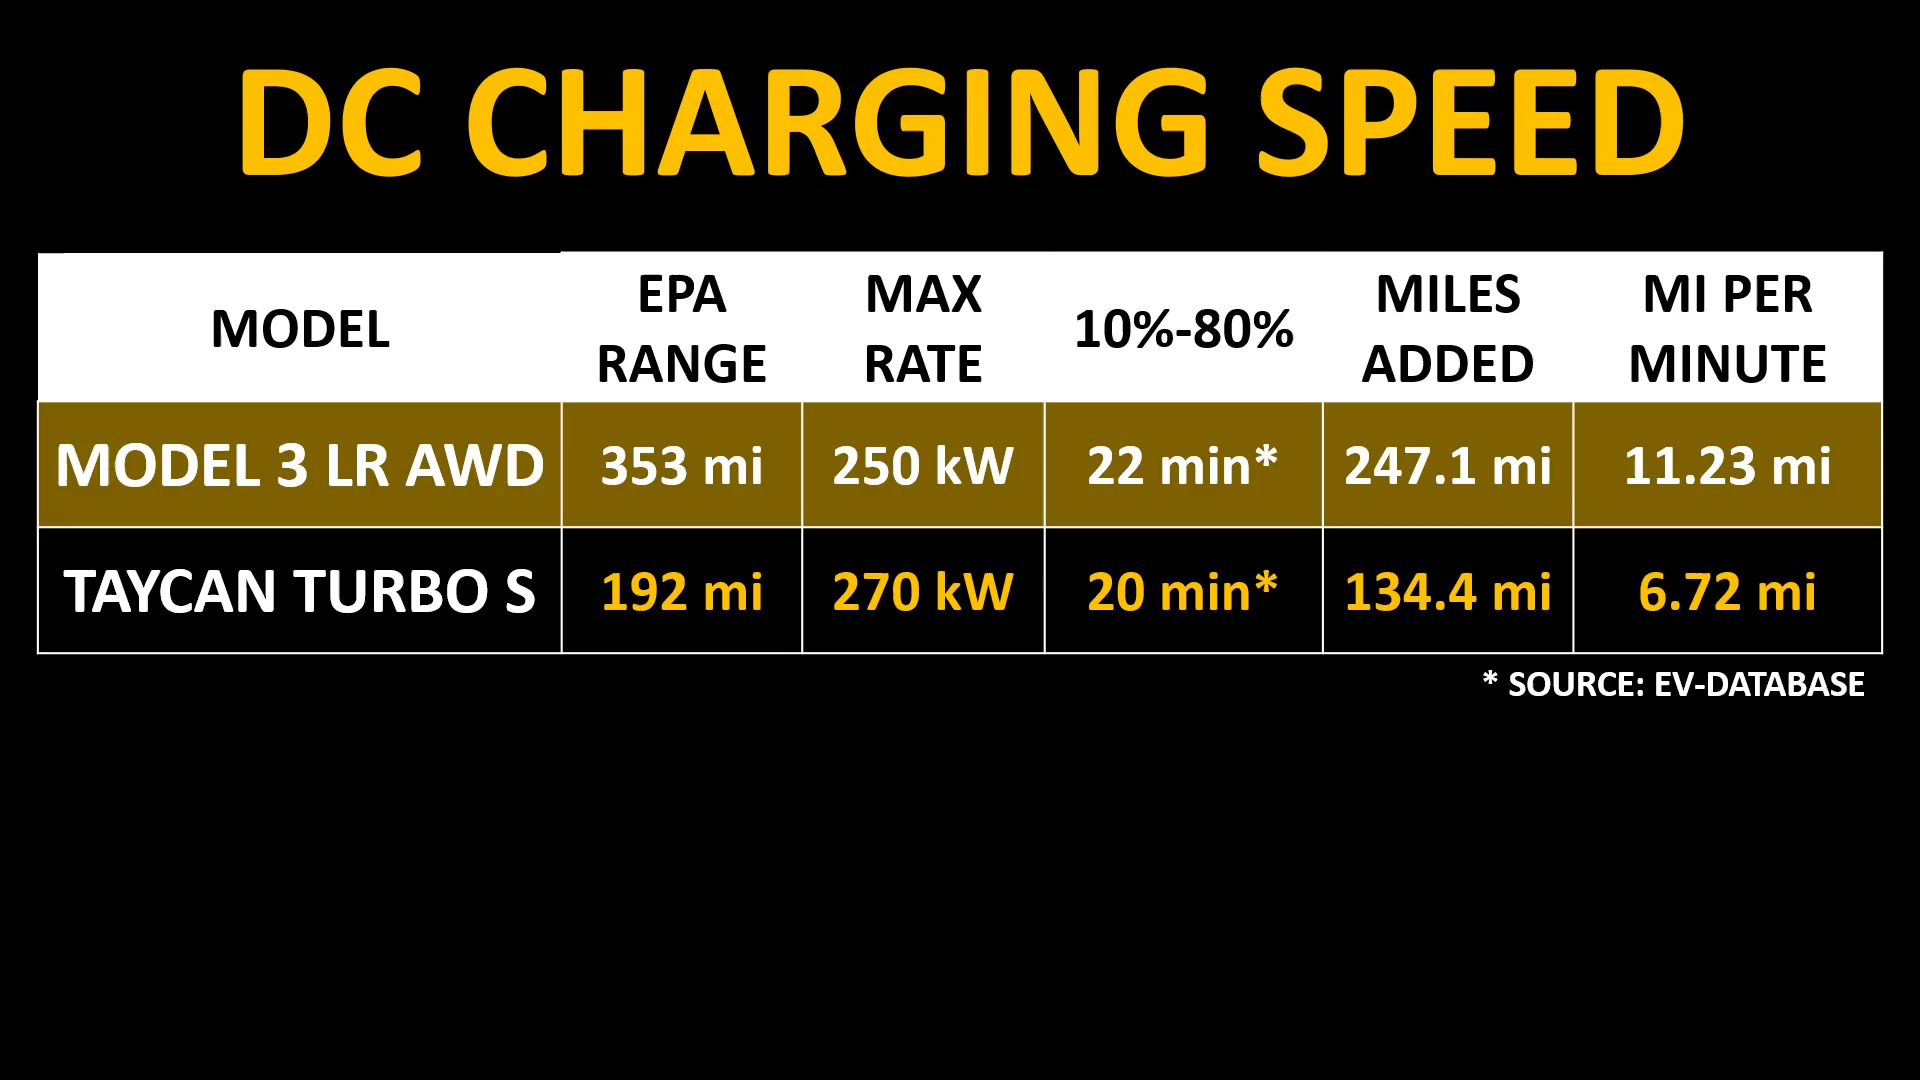 DC CHARGING SPEED
MODEL
EPA
RANGE
MAX
RATE
10%-80%
MILES
ADDED
MI PER
MINUTE
MODEL 3 LR AWD 353 mi 250 kW 22 min* 247.1 mi 11.23 mi
TAYCAN TURBO S 192 mi 270 kW 20 min* 134.4 mi 6.72 mi
* SOURCE: EV-DATABASE